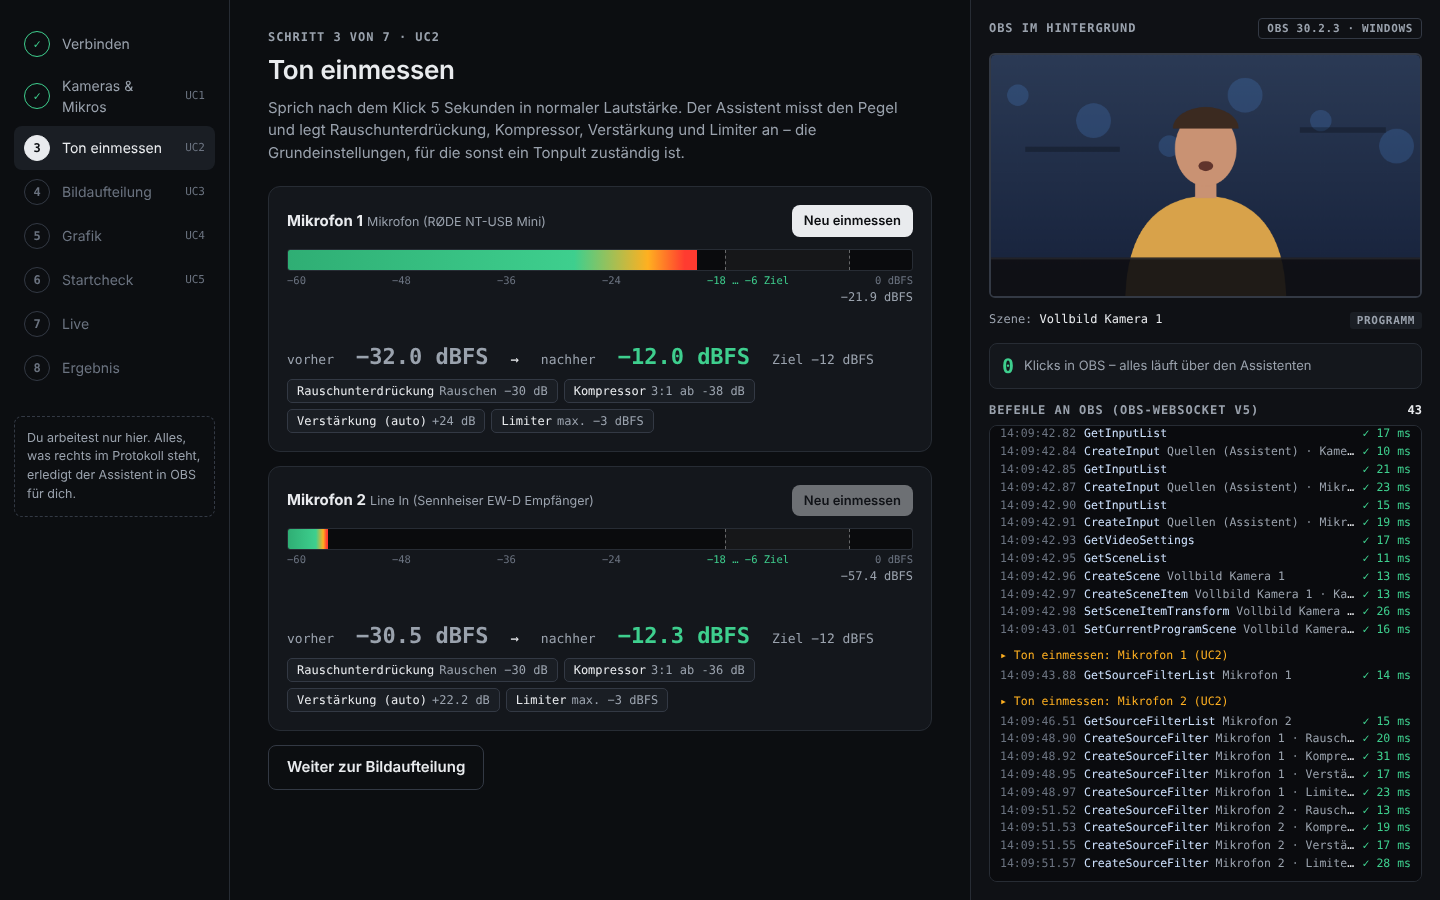 ✓ Verbinden
✓ Kameras & Mikros UC1
3 Ton einmessen UC2
4 Bildaufteilung UC3
5 Grafik UC4
6 Startcheck UC5
7 Live
8 Ergebnis
Du arbeitest nur hier. Alles,
was rechts im Protokoll steht,
erledigt der Assistent in OBS
für dich.
SCHRITT 3 VON 7 · UC2
Ton einmessen
Sprich nach dem Klick 5 Sekunden in normaler Lautstärke. Der Assistent misst den Pegel
und legt Rauschunterdrückung, Kompressor, Verstärkung und Limiter an – die
Grundeinstellungen, für die sonst ein Tonpult zuständig ist.
Mikrofon 1 Mikrofon (RØDE NT-USB Mini) Neu einmessen
−60 −48 −36 −24 −18 … −6 Ziel 0 dBFS
−21.9 dBFS
vorher −32.0 dBFS → nachher −12.0 dBFS Ziel −12 dBFS
Rauschunterdrückung Rauschen −30 dB Kompressor 3:1 ab -38 dB
Verstärkung (auto) +24 dB Limiter max. −3 dBFS
Mikrofon 2 Line In (Sennheiser EW-D Empfänger) Neu einmessen
−60 −48 −36 −24 −18 … −6 Ziel 0 dBFS
−57.4 dBFS
vorher −30.5 dBFS → nachher −12.3 dBFS Ziel −12 dBFS
Rauschunterdrückung Rauschen −30 dB Kompressor 3:1 ab -36 dB
Verstärkung (auto) +22.2 dB Limiter max. −3 dBFS
Weiter zur Bildaufteilung
OBS IM HINTERGRUND OBS 30.2.3 · WINDOWS
Szene: Vollbild Kamera 1 PROGRAMM
0 Klicks in OBS – alles läuft über den Assistenten
BEFEHLE AN OBS (OBS-WEBSOCKET V5) 43
14:09:42.82 GetInputList ✓ 17 ms
14:09:42.84 CreateInput Quellen (Assistent) · Kame… ✓ 10 ms
14:09:42.85 GetInputList ✓ 21 ms
14:09:42.87 CreateInput Quellen (Assistent) · Mikr… ✓ 23 ms
14:09:42.90 GetInputList ✓ 15 ms
14:09:42.91 CreateInput Quellen (Assistent) · Mikr… ✓ 19 ms
14:09:42.93 GetVideoSettings ✓ 17 ms
14:09:42.95 GetSceneList ✓ 11 ms
14:09:42.96 CreateScene Vollbild Kamera 1 ✓ 13 ms
14:09:42.97 CreateSceneItem Vollbild Kamera 1 · Ka… ✓ 13 ms
14:09:42.98 SetSceneItemTransform Vollbild Kamera … ✓ 26 ms
14:09:43.01 SetCurrentProgramScene Vollbild Kamera… ✓ 16 ms
▸ Ton einmessen: Mikrofon 1 (UC2)
14:09:43.88 GetSourceFilterList Mikrofon 1 ✓ 14 ms
▸ Ton einmessen: Mikrofon 2 (UC2)
14:09:46.51 GetSourceFilterList Mikrofon 2 ✓ 15 ms
14:09:48.90 CreateSourceFilter Mikrofon 1 · Rausch… ✓ 20 ms
14:09:48.92 CreateSourceFilter Mikrofon 1 · Kompre… ✓ 31 ms
14:09:48.95 CreateSourceFilter Mikrofon 1 · Verstä… ✓ 17 ms
14:09:48.97 CreateSourceFilter Mikrofon 1 · Limite… ✓ 23 ms
14:09:51.52 CreateSourceFilter Mikrofon 2 · Rausch… ✓ 13 ms
14:09:51.53 CreateSourceFilter Mikrofon 2 · Kompre… ✓ 19 ms
14:09:51.55 CreateSourceFilter Mikrofon 2 · Verstä… ✓ 17 ms
14:09:51.57 CreateSourceFilter Mikrofon 2 · Limite… ✓ 28 ms